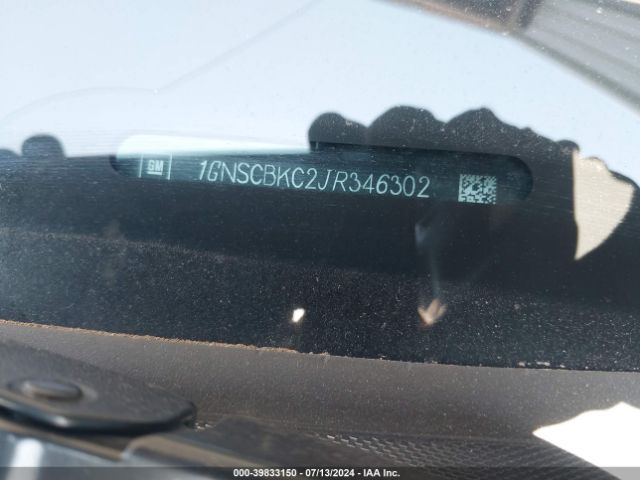 GM 1GNSCBKC2JR346302
000-39833150 - 07/13/2024 - IAA Inc.